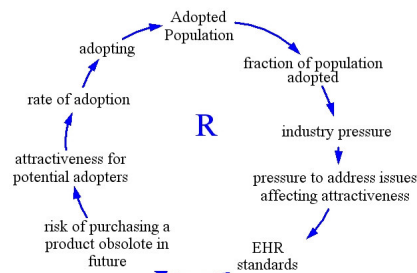 Adopted
Population
fraction of population
adopted
industry pressure
pressure to address issues
affecting attractiveness
EHR
standards
risk of purchasing a
product obsolote in
future
attractiveness for
potential adopters
rate of adoption
adopting
R